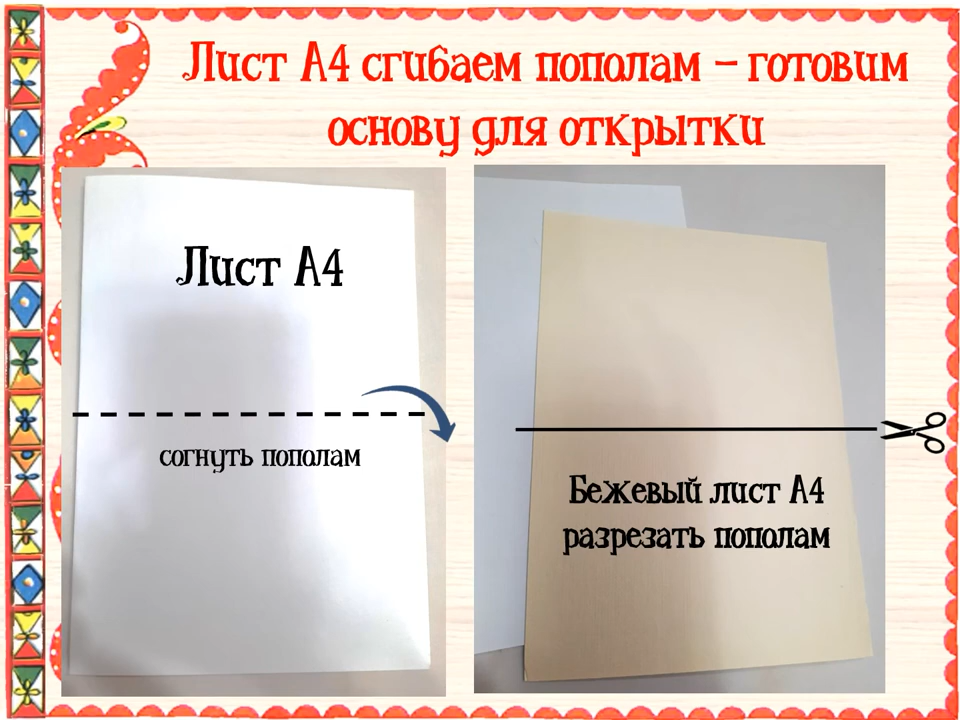 Лист А4 сгибаем пополам – готовим
основу для открытки
Лист А4
согнуть пополам
Бежевый лист А4
разрезать пополам